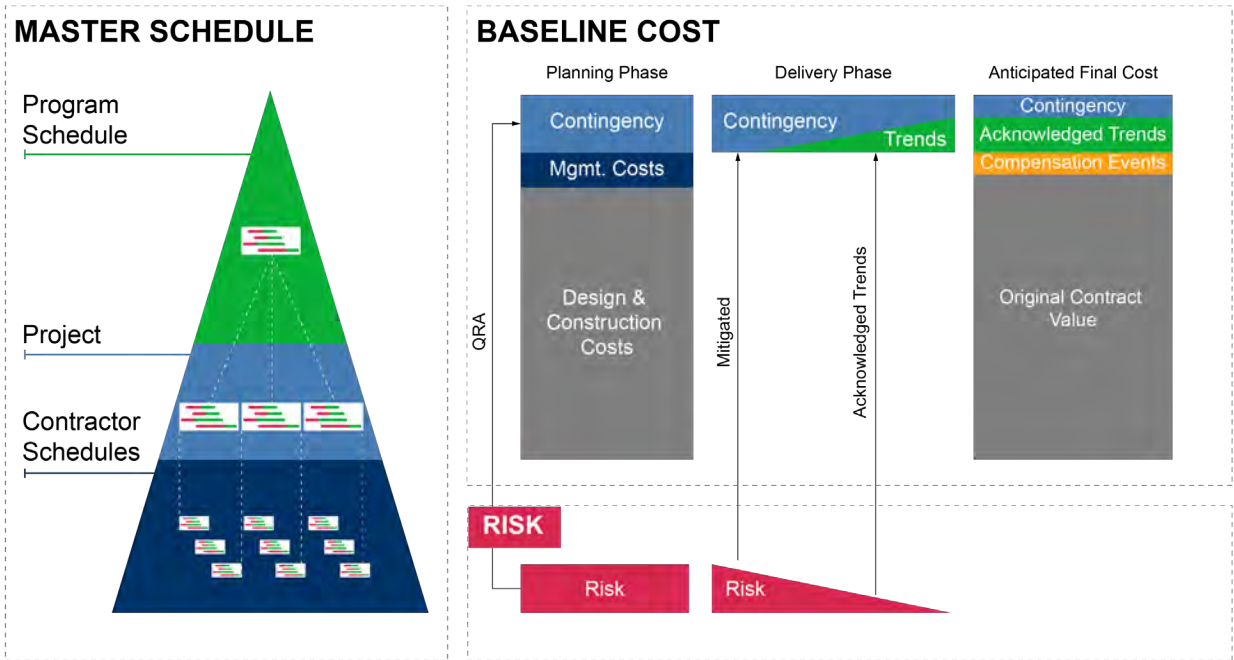 MASTER SCHEDULE
Program
Schedule
Project
Contractor
Schedules
BASELINE COST
Planning Phase
Delivery Phase
Anticipated Final Cost
Contingency
Mgmt. Costs
Design &
Construction
Costs
Contingency
Trends
Contingency
Acknowledged Trends
Compensation Events
Original Contract
Value
QRA
Mitigated
Acknowledged Trends
RISK
Risk
Risk